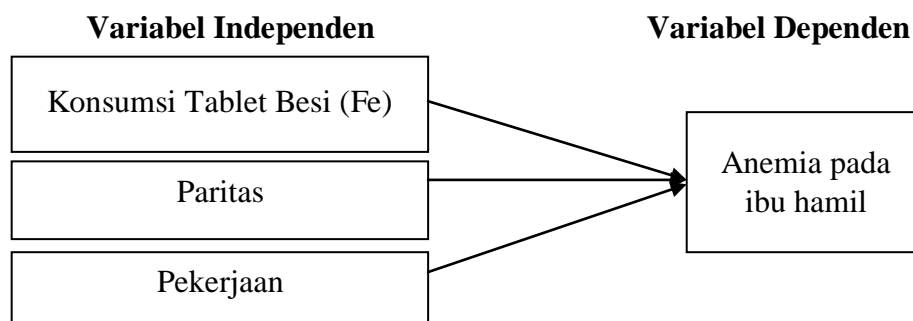 Variabel Independen
Variabel Dependen
Konsumsi Tablet Besi (Fe)
Paritas
Pekerjaan
Anemia pada
ibu hamil